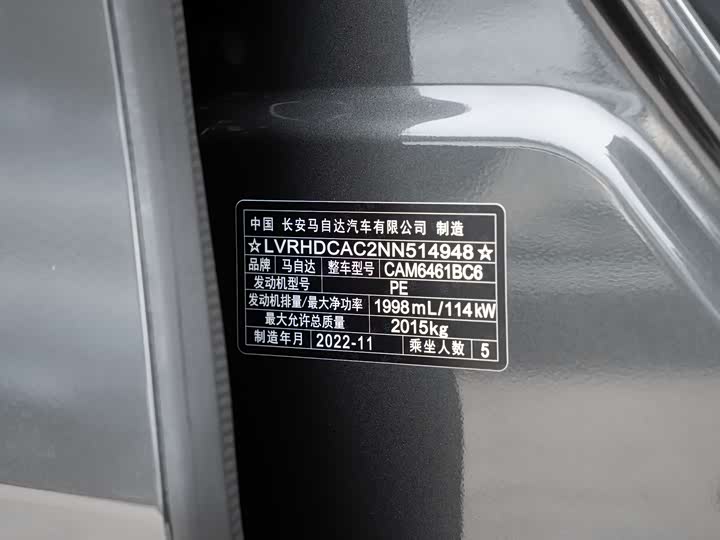 中国 长安马自达汽车有限公司 制造
☆LVRHDCAC2NN514948☆
品牌 马自达 整车型号 CAM6461BC6
发动机型号 PE
发动机排量/最大净功率 1998mL/114kW
最大允许总质量 2015kg
制造年月 2022-11 乘坐人数 5